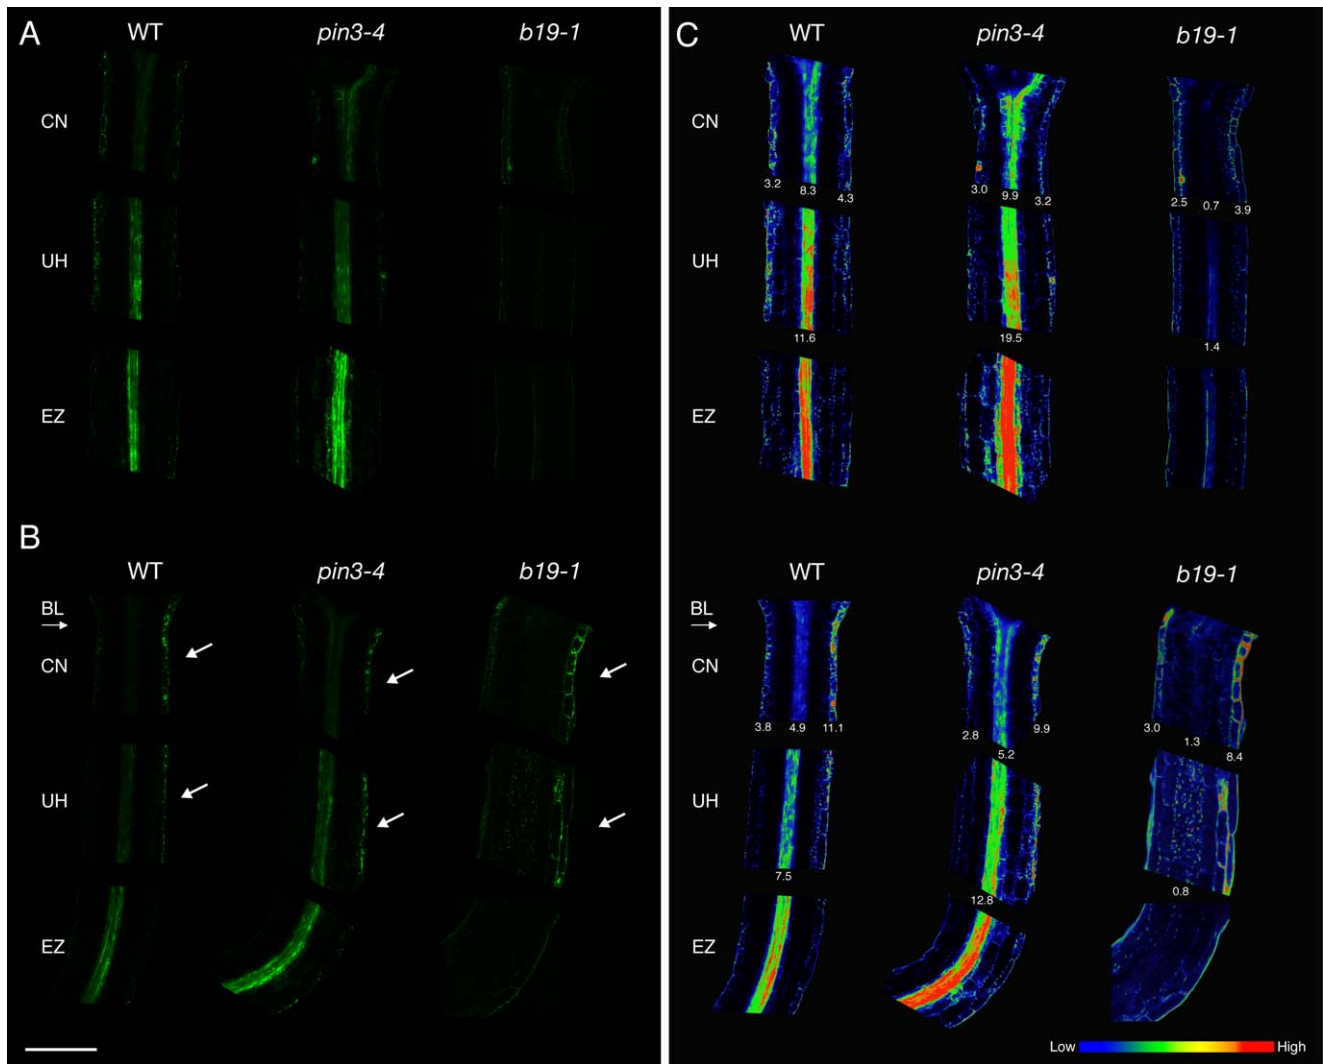 A
WT pin3-4 b19-1
CN
UH
EZ
B
WT pin3-4 b19-1
BL
CN
UH
EZ
C
WT pin3-4 b19-1
CN
3.2 8.3 4.3 3.0 9.9 3.2 2.5 0.7 3.9
UH
11.6 19.5 1.4
EZ
WT pin3-4 b19-1
BL
CN
3.8 4.9 11.1 2.8 5.2 9.9 3.0 1.3 8.4
UH
7.5 12.8 0.8
EZ
Low High